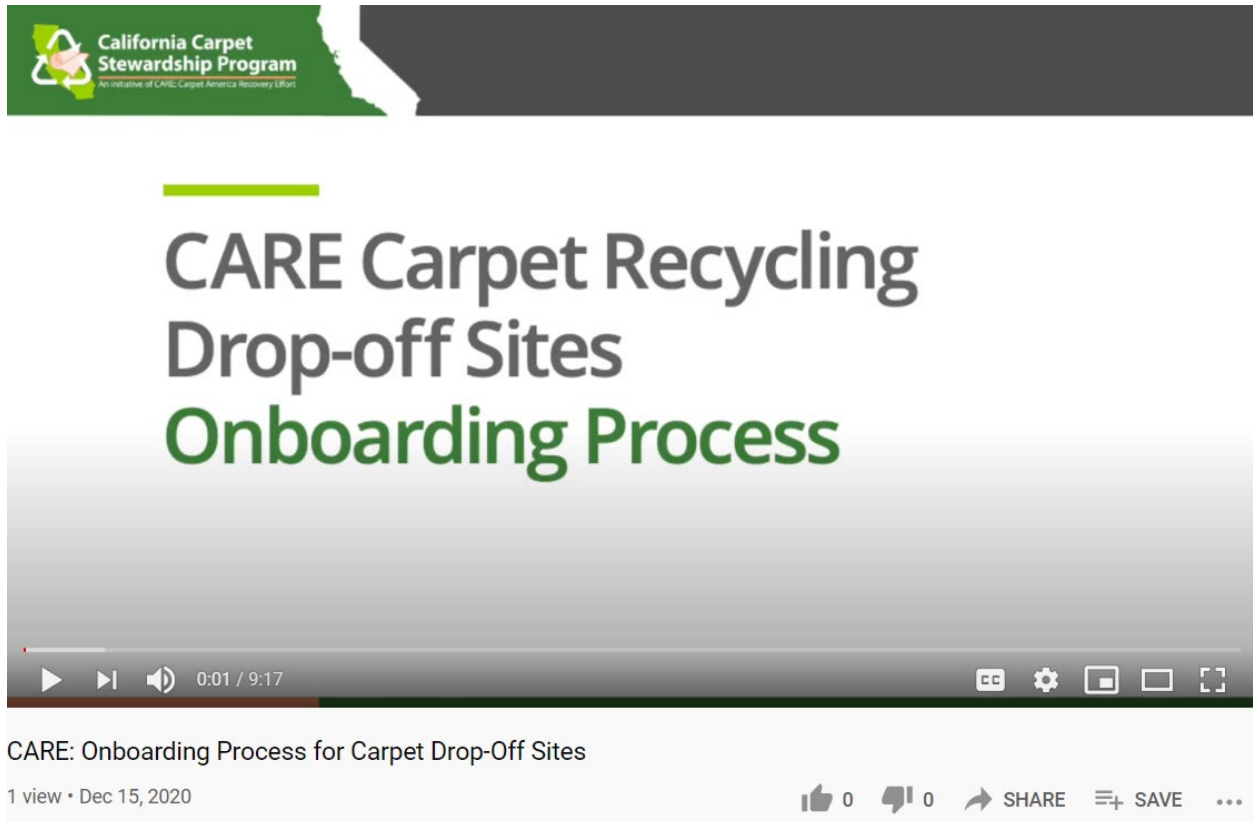 California Carpet
Stewardship Program
An initiative of CARE: Carpet America Recovery Effort
CARE Carpet Recycling
Drop-off Sites
Onboarding Process
0:01 / 9:17
CC
CARE: Onboarding Process for Carpet Drop-Off Sites
1 view • Dec 15, 2020
0 0 SHARE SAVE